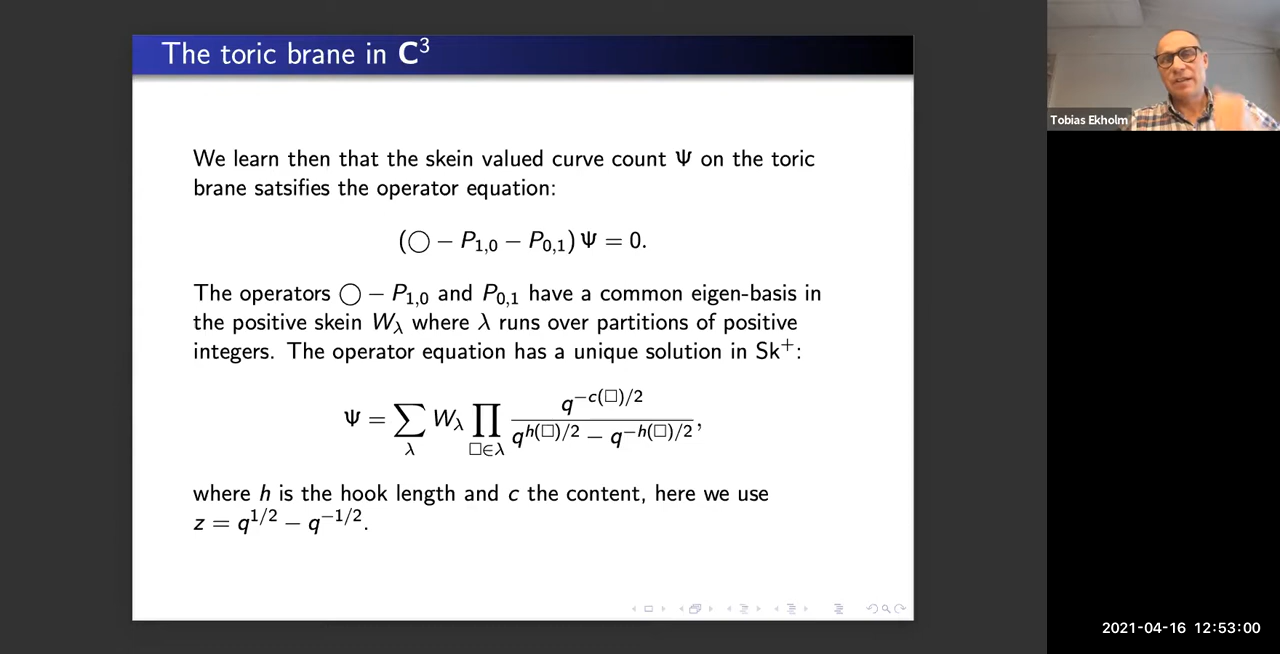 The toric brane in C³
We learn then that the skein valued curve count Ψ on the toric
brane satsifies the operator equation:
(◯ − P₁,₀ − P₀,₁) Ψ = 0.
The operators ◯ − P₁,₀ and P₀,₁ have a common eigen-basis in
the positive skein W_λ where λ runs over partitions of positive
integers. The operator equation has a unique solution in Sk⁺:
Ψ = ∑_λ W_λ ∏_{□∈λ} q^{−c(□)/2} / (q^{h(□)/2} − q^{−h(□)/2}),
where h is the hook length and c the content, here we use
z = q^{1/2} − q^{−1/2}.
Tobias Ekholm
2021-04-16 12:53:00